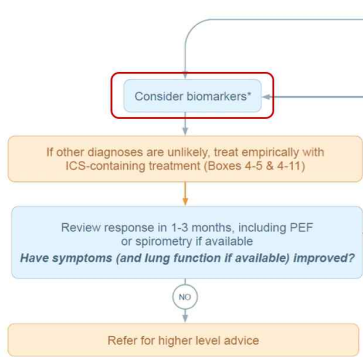 Consider biomarkers*
If other diagnoses are unlikely, treat empirically with
ICS-containing treatment (Boxes 4-5 & 4-11)
Review response in 1-3 months, including PEF
or spirometry if available
Have symptoms (and lung function if available) improved?
NO
Refer for higher level advice